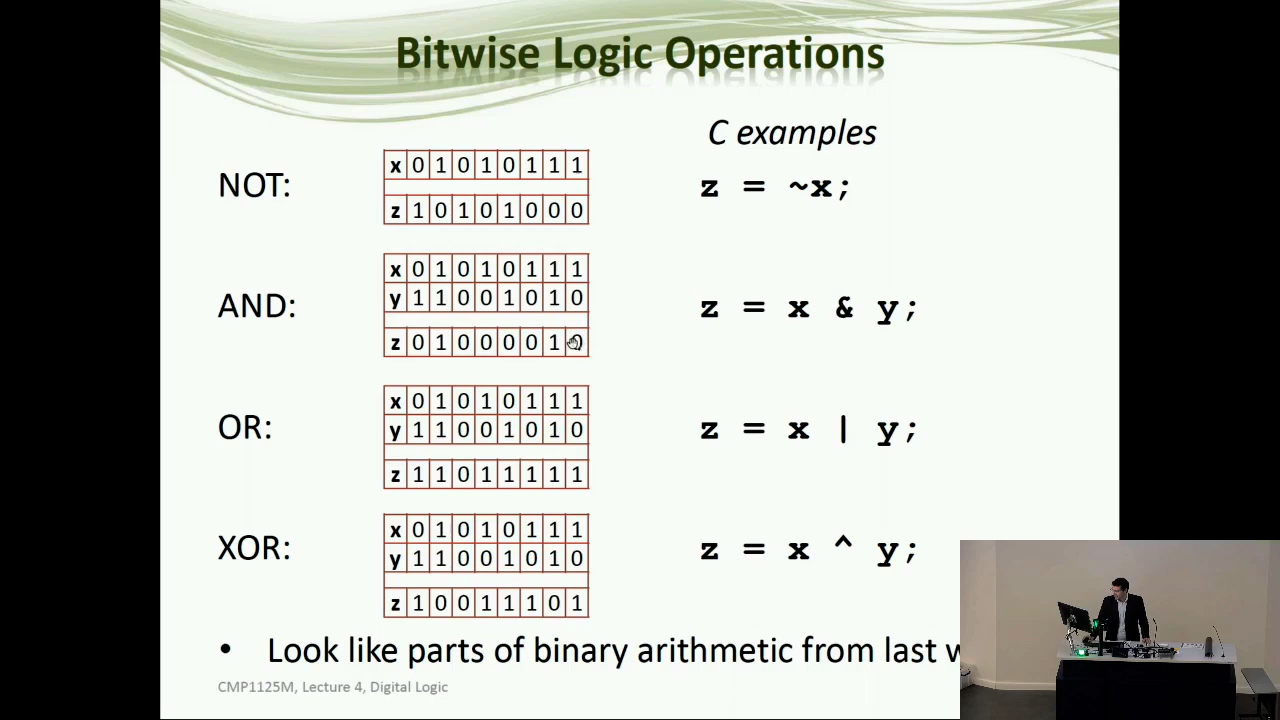 Bitwise Logic Operations
C examples
NOT:
x 0 1 0 1 0 1 1 1
z 1 0 1 0 1 0 0 0
z = ~x;
AND:
x 0 1 0 1 0 1 1 1
y 1 1 0 0 1 0 1 0
z 0 1 0 0 0 0 1 0
z = x & y;
OR:
x 0 1 0 1 0 1 1 1
y 1 1 0 0 1 0 1 0
z 1 1 0 1 1 1 1 1
z = x | y;
XOR:
x 0 1 0 1 0 1 1 1
y 1 1 0 0 1 0 1 0
z 1 0 0 1 1 1 0 1
z = x ^ y;
• Look like parts of binary arithmetic from last
CMP1125M, Lecture 4, Digital Logic